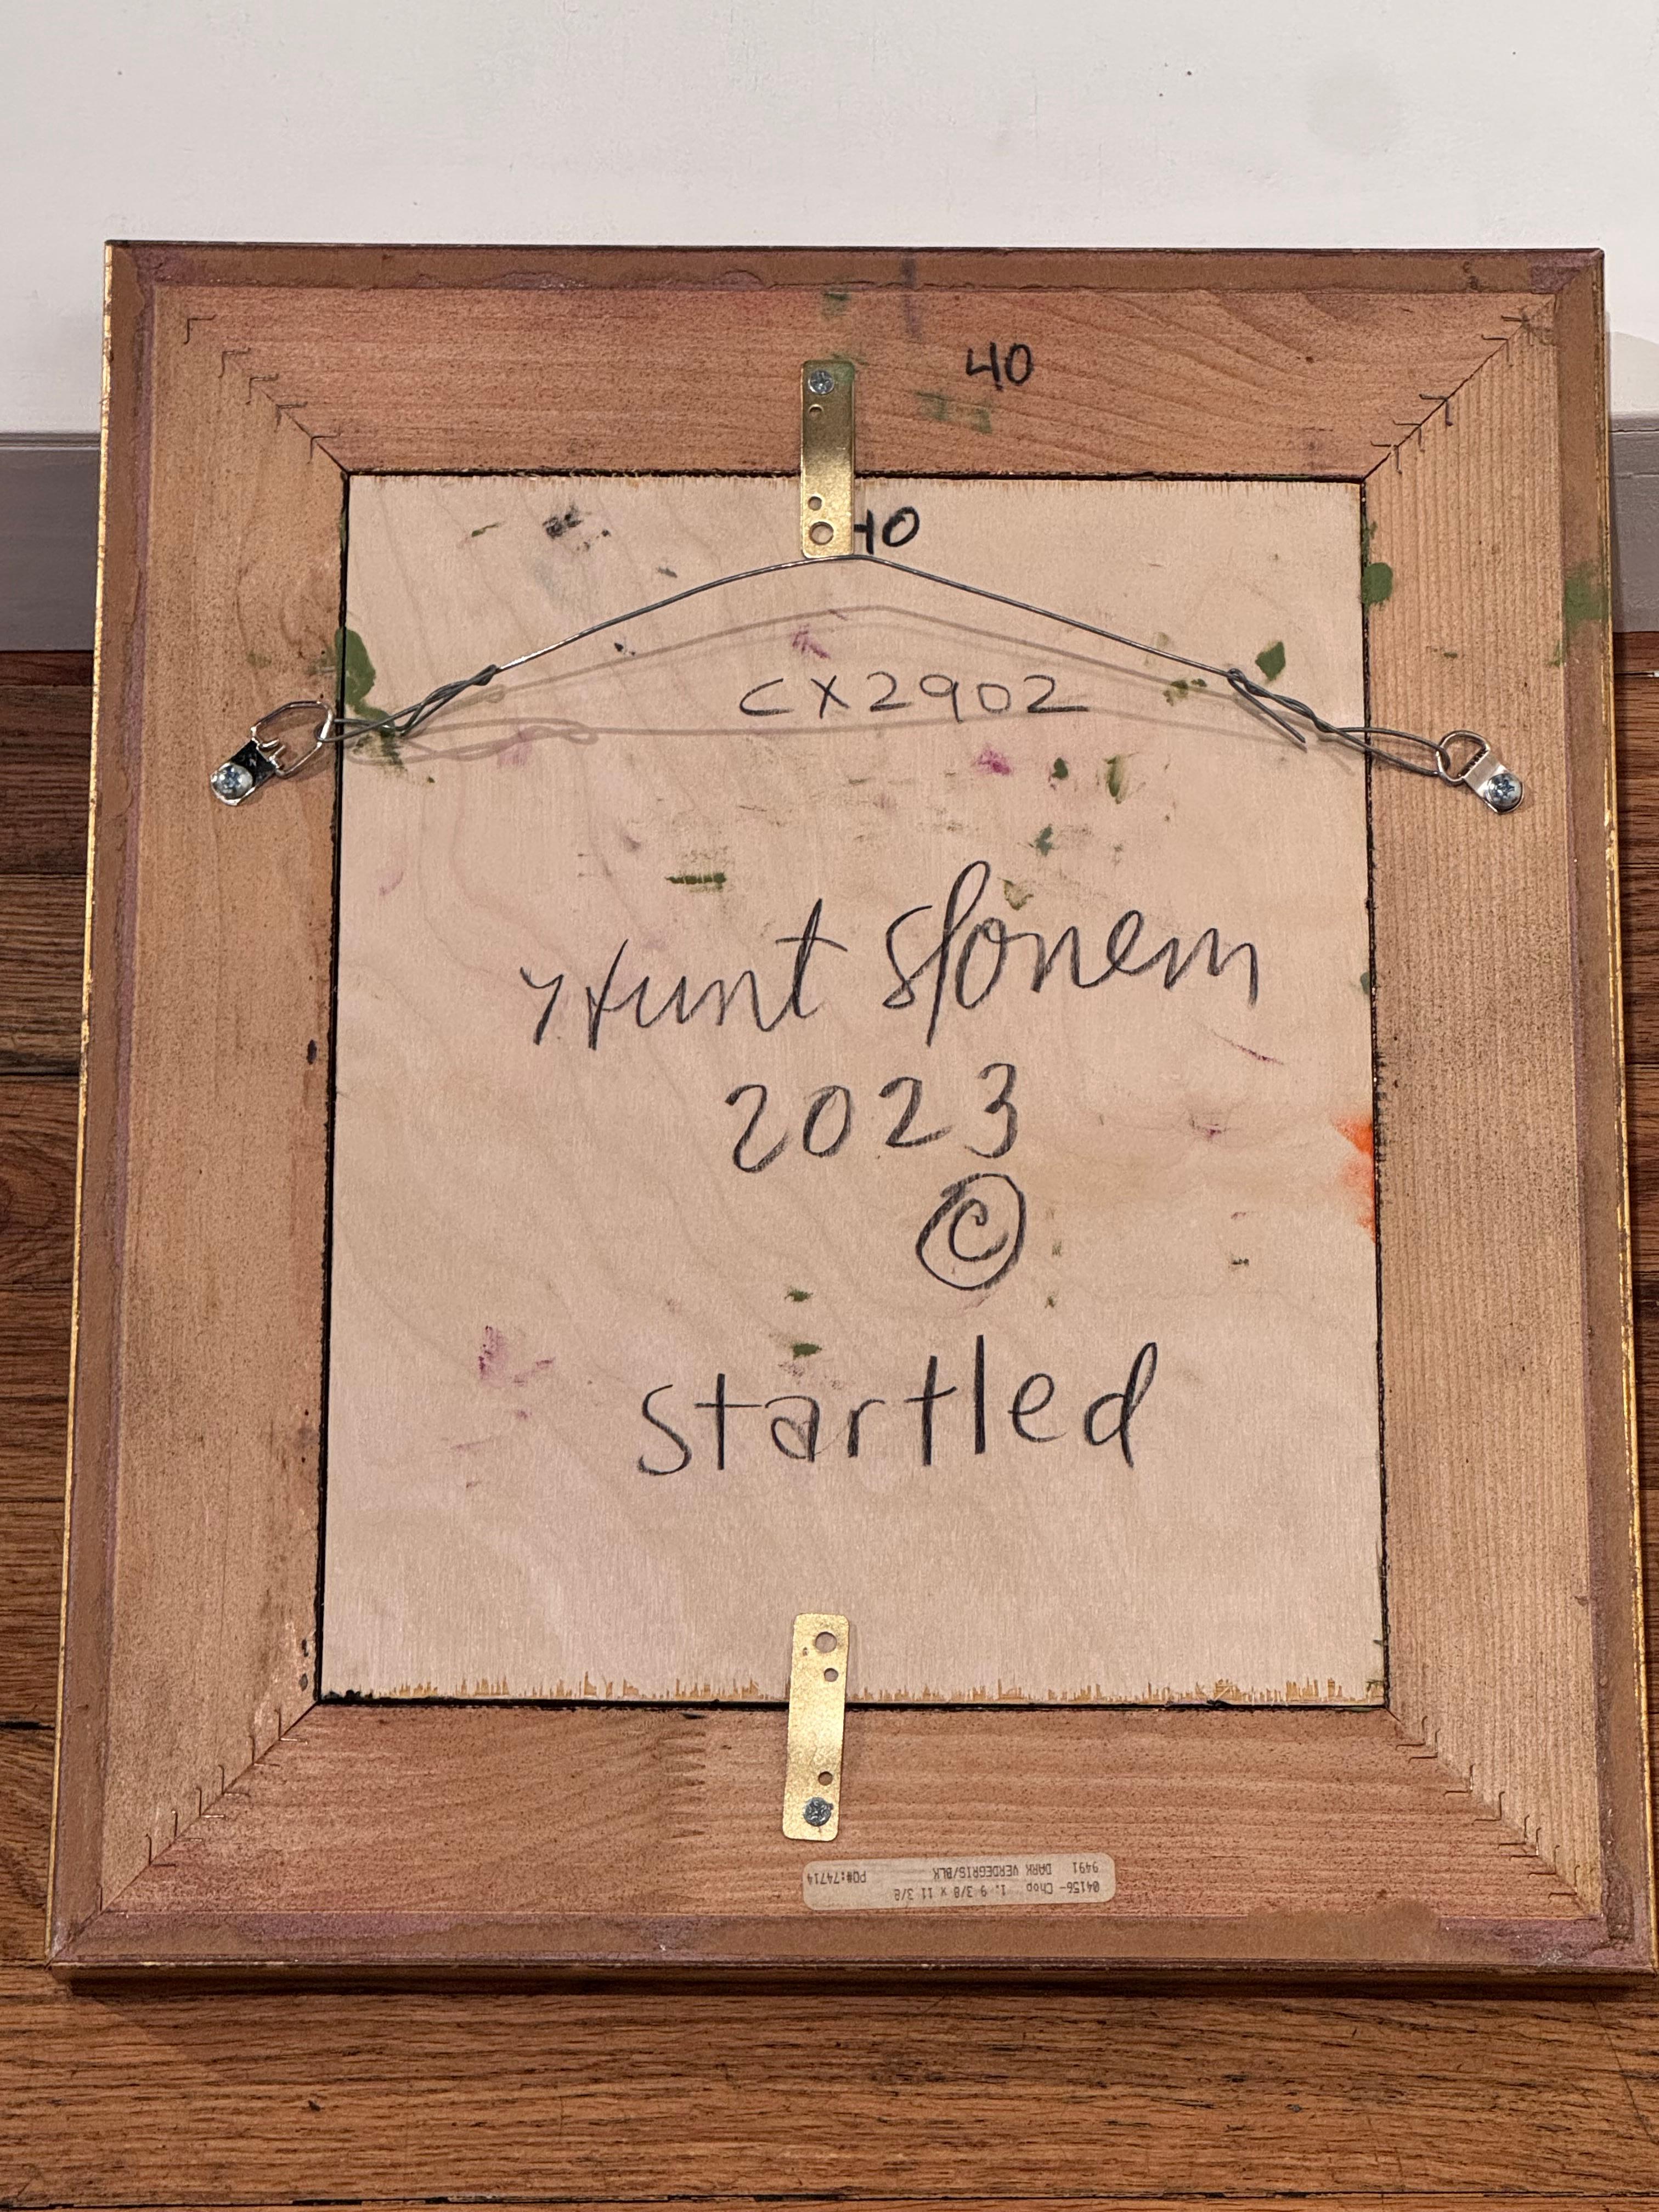 40
40
CX2902
Hunt Slonem
2023
©
startled
04156- Chop 1. 9 3/8 x 11 3/8
9491 DARK VERDEGRIS/BLK PO#:74714